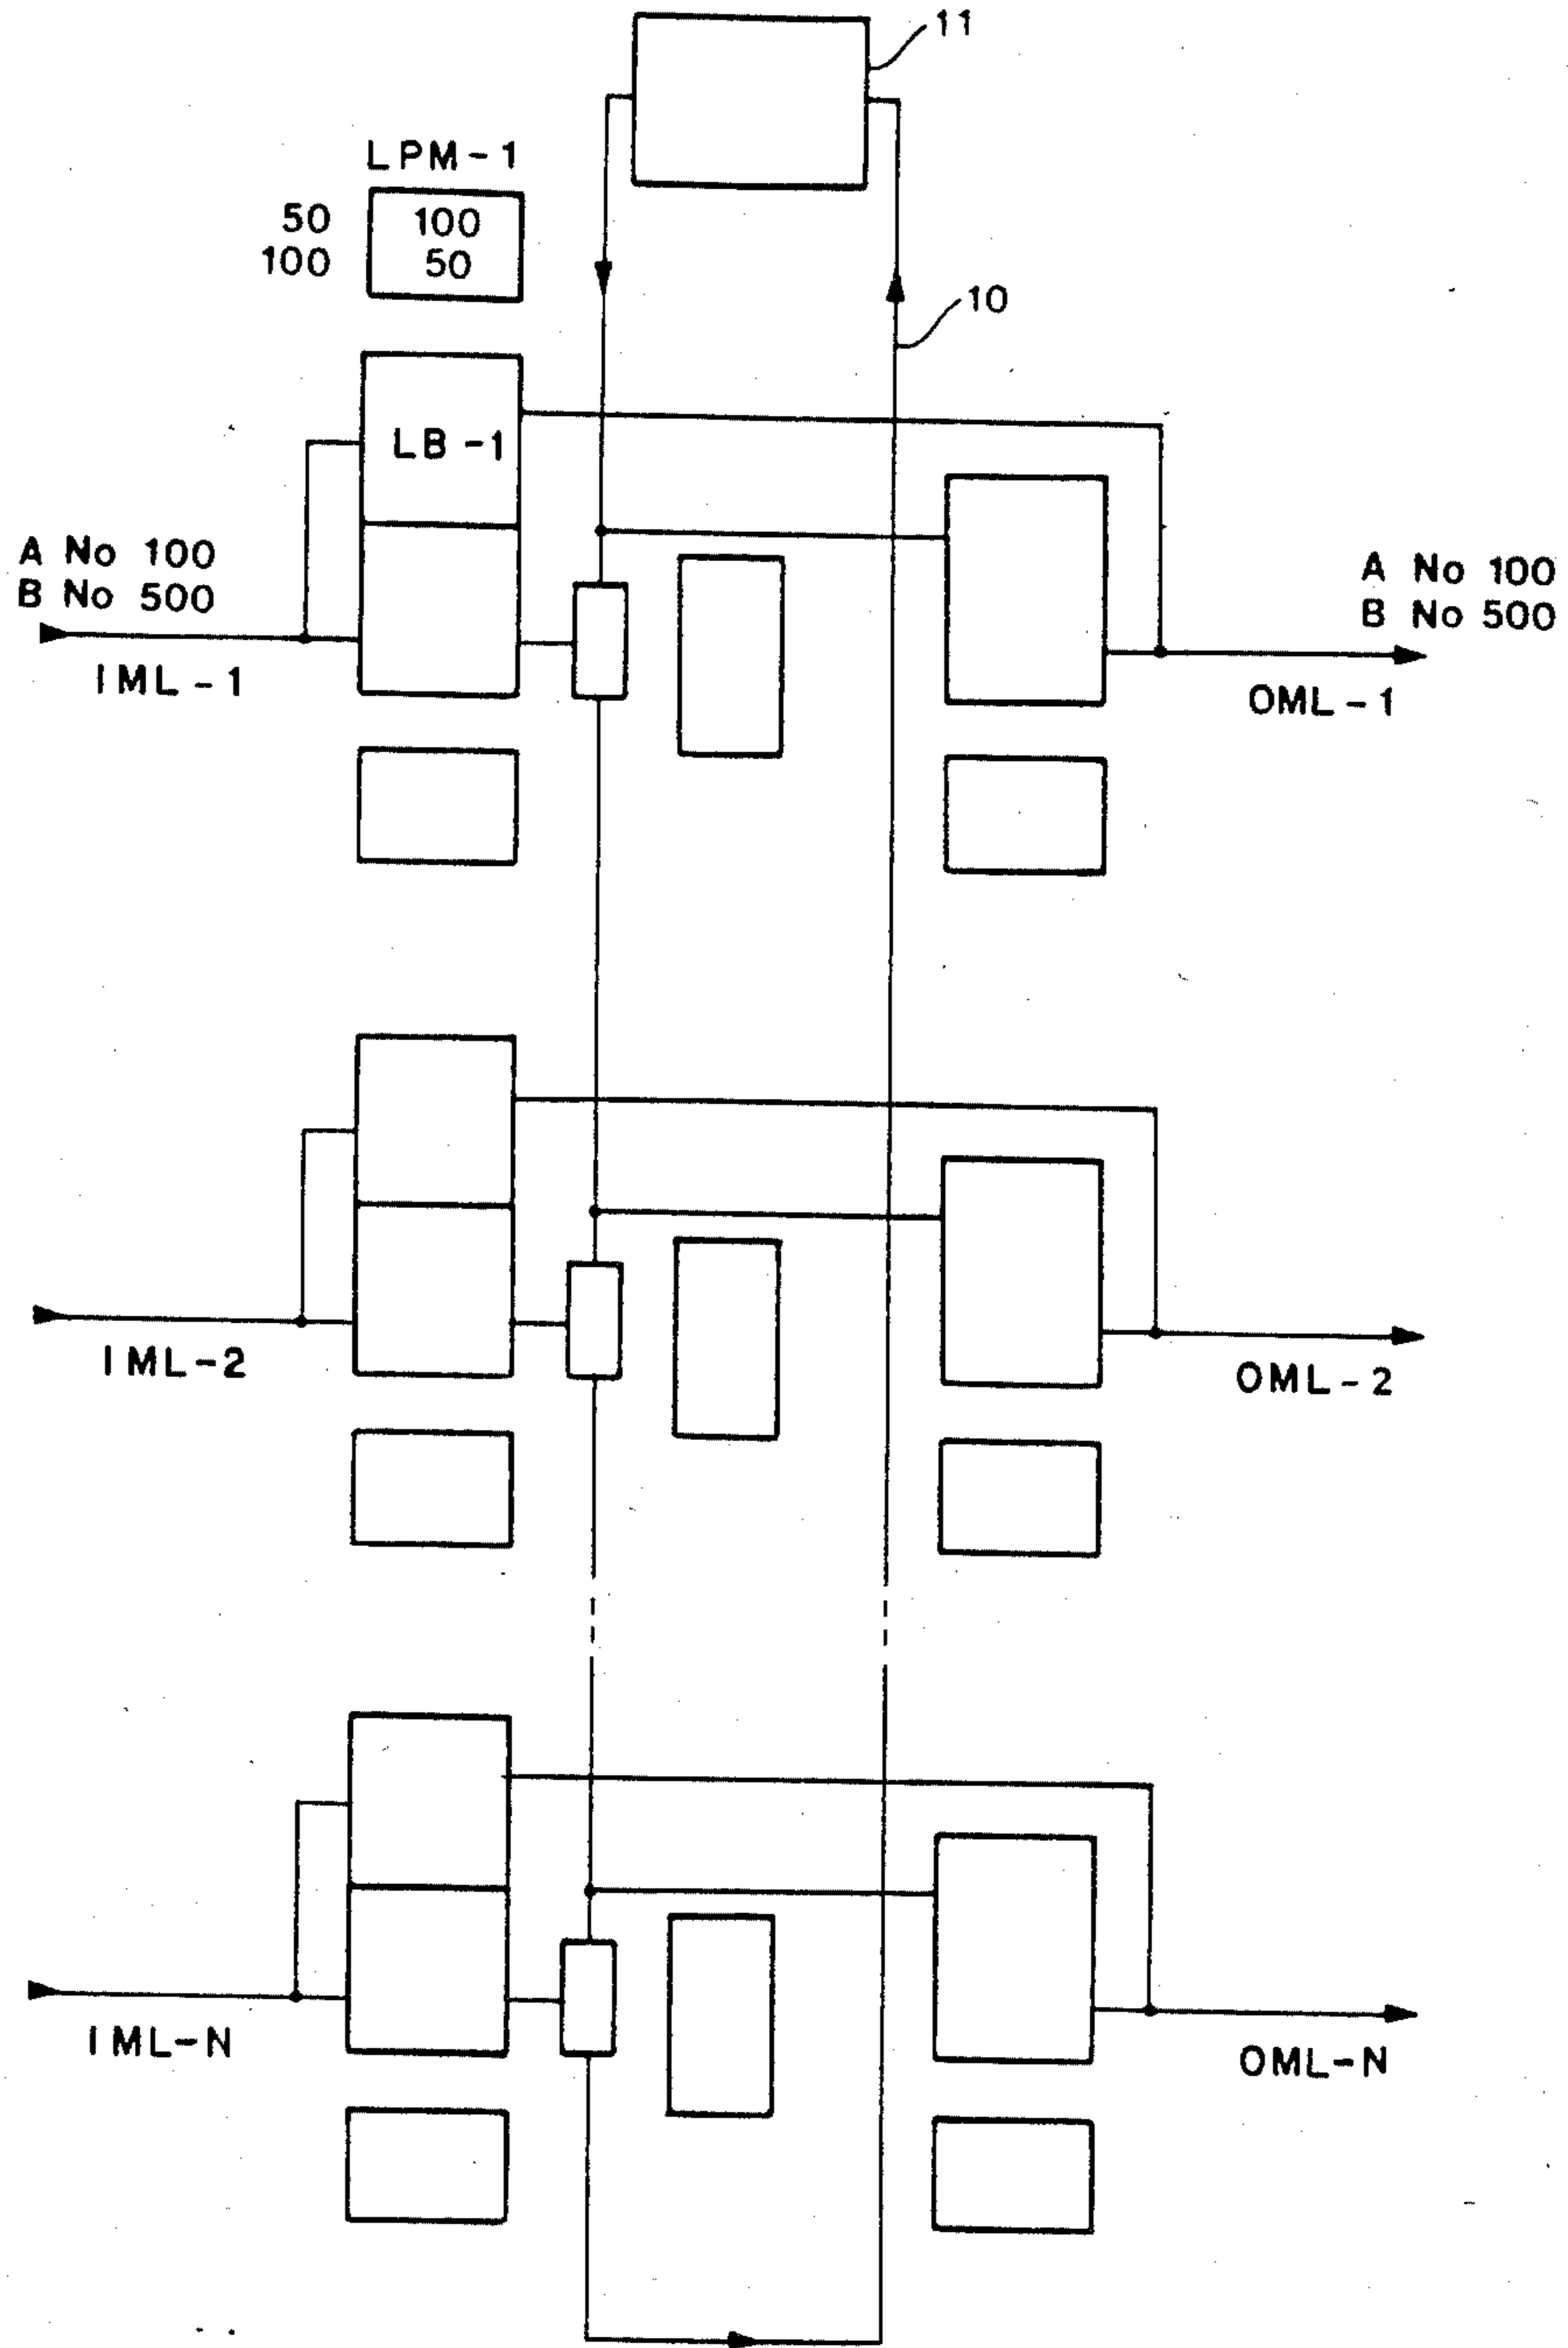 11
LPM-1
50 100
100 50
10
LB-1
A No 100
B No 500
A No 100
B No 500
IML-1
OML-1
IML-2
OML-2
IML-N
OML-N